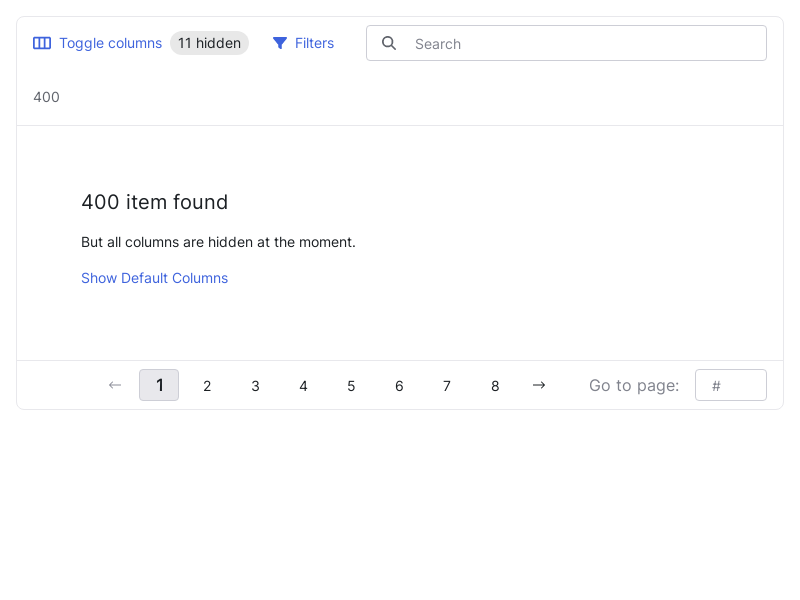 Toggle columns 11 hidden Filters Search
400
400 item found
But all columns are hidden at the moment.
Show Default Columns
← 1 2 3 4 5 6 7 8 → Go to page: #